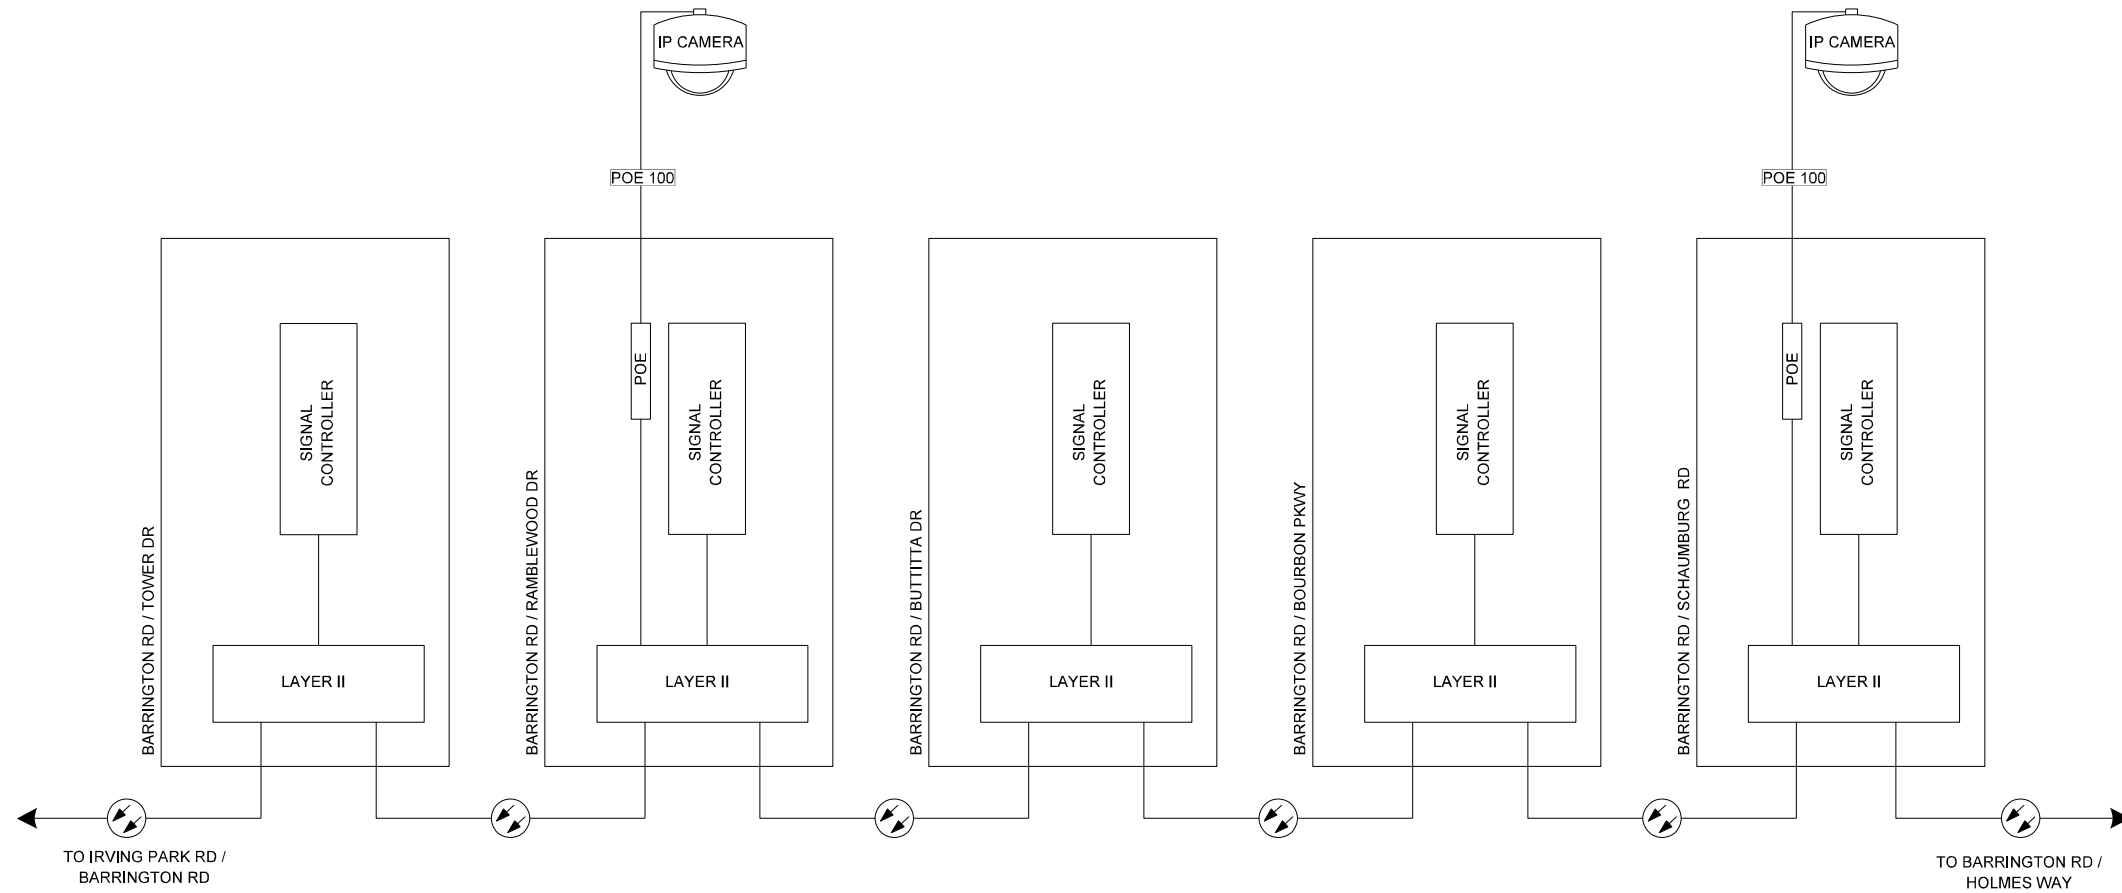 IP CAMERA
IP CAMERA
POE 100
POE 100
BARRINGTON RD / TOWER DR
SIGNAL
CONTROLLER
LAYER II
BARRINGTON RD / RAMBLEWOOD DR
POE
SIGNAL
CONTROLLER
LAYER II
BARRINGTON RD / BUTTITTA DR
SIGNAL
CONTROLLER
LAYER II
BARRINGTON RD / BOURBON PKWY
SIGNAL
CONTROLLER
LAYER II
BARRINGTON RD / SCHAUMBURG RD
POE
SIGNAL
CONTROLLER
LAYER II
TO IRVING PARK RD /
BARRINGTON RD
TO BARRINGTON RD /
HOLMES WAY